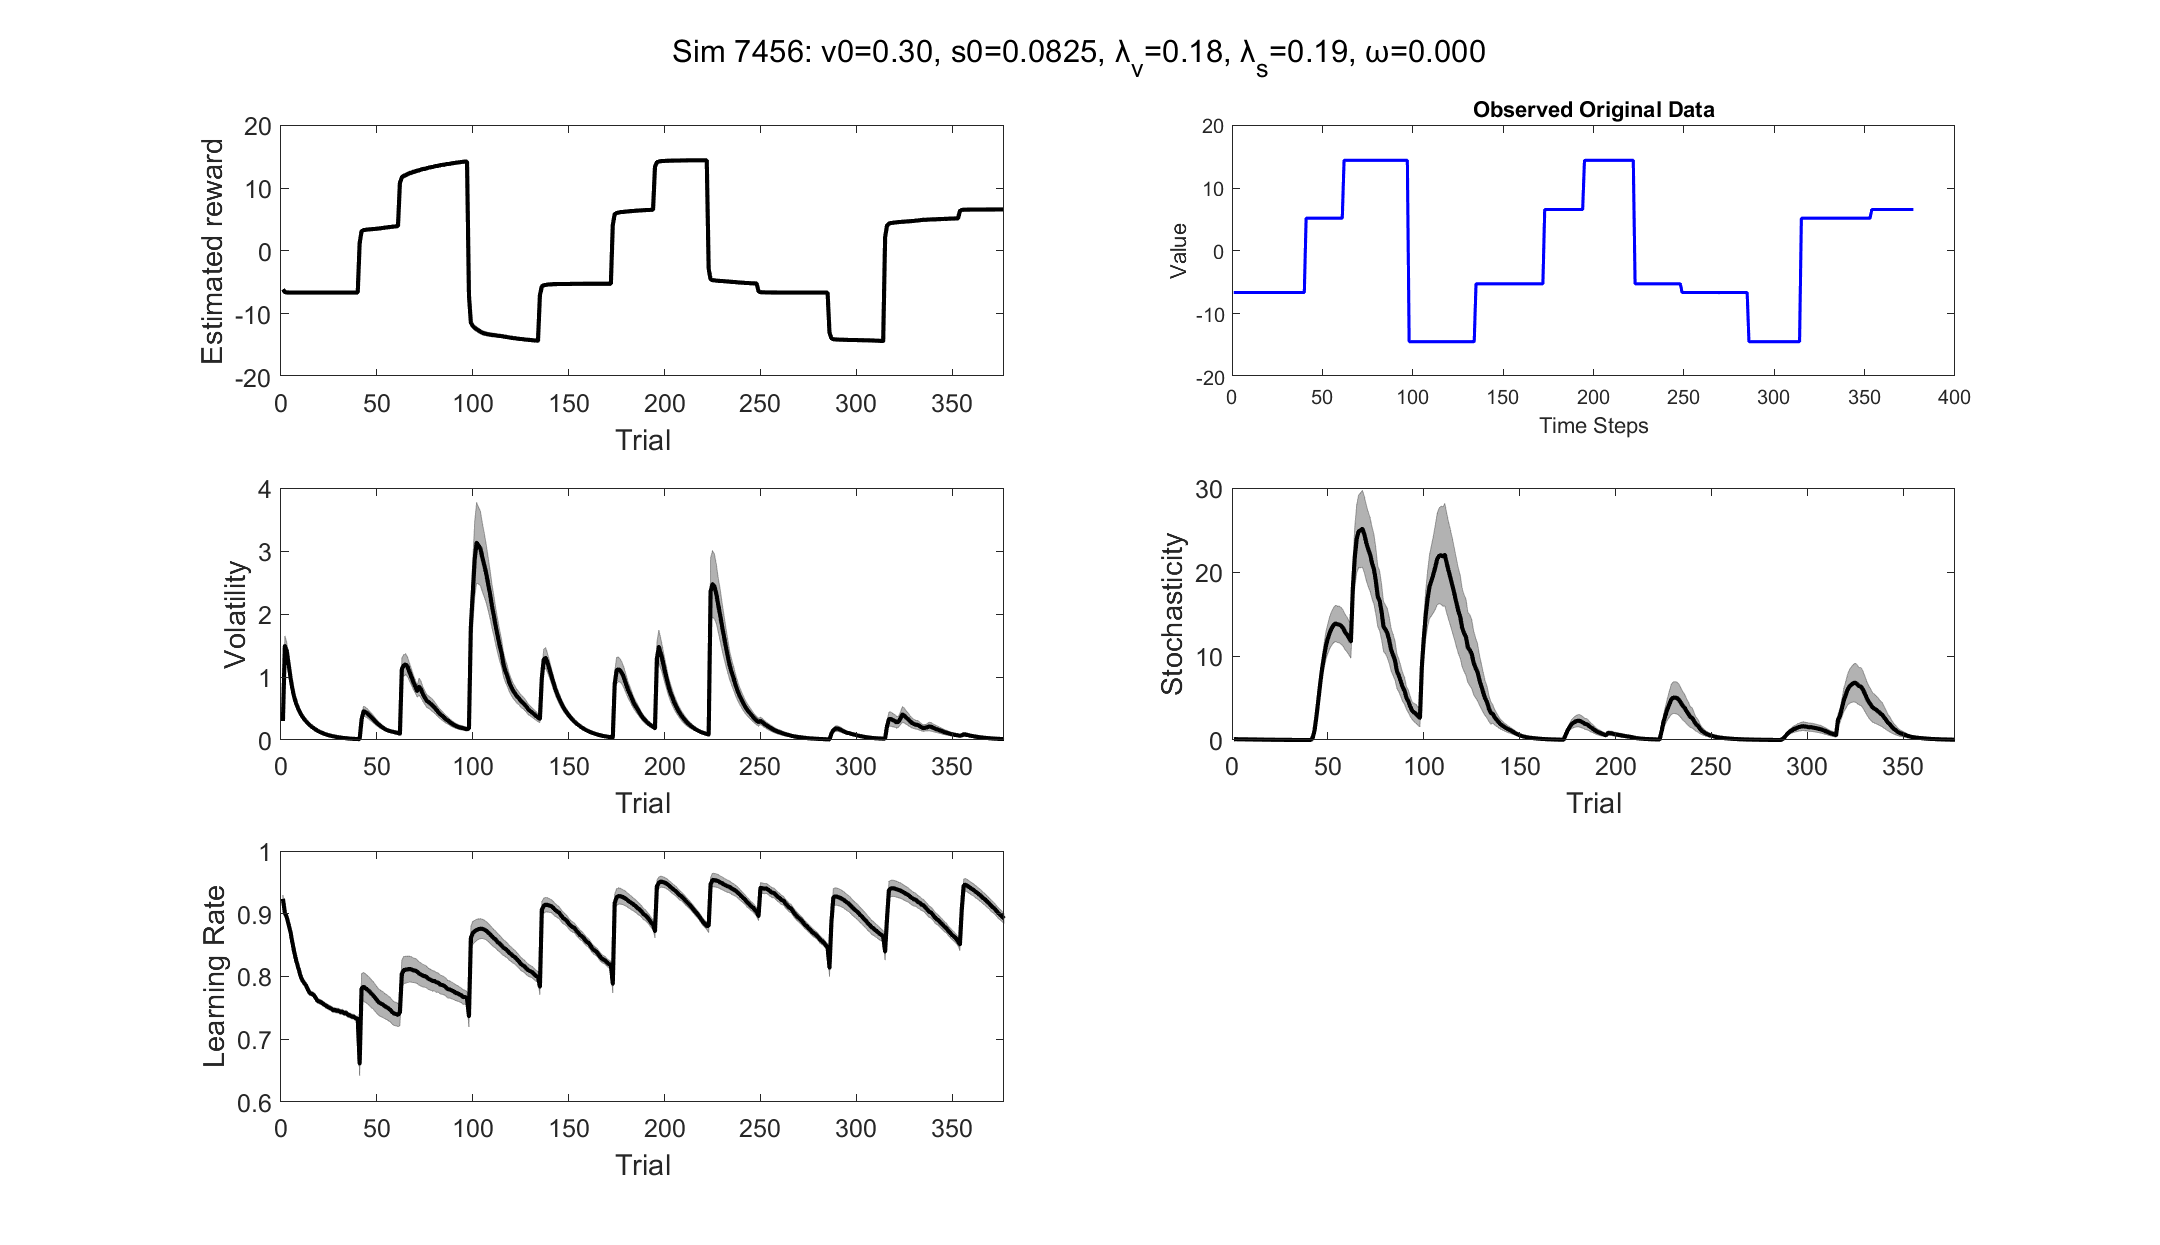 Sim 7456: v0=0.30, s0=0.0825, λv=0.18, λs=0.19, ω=0.000
Estimated reward
20
10
0
-10
-20
0 50 100 150 200 250 300 350
Trial
Observed Original Data
Value
20
10
0
-10
-20
0 50 100 150 200 250 300 350 400
Time Steps
Volatility
4
3
2
1
0
0 50 100 150 200 250 300 350
Trial
Stochasticity
30
20
10
0
0 50 100 150 200 250 300 350
Trial
Learning Rate
1
0.9
0.8
0.7
0.6
0 50 100 150 200 250 300 350
Trial